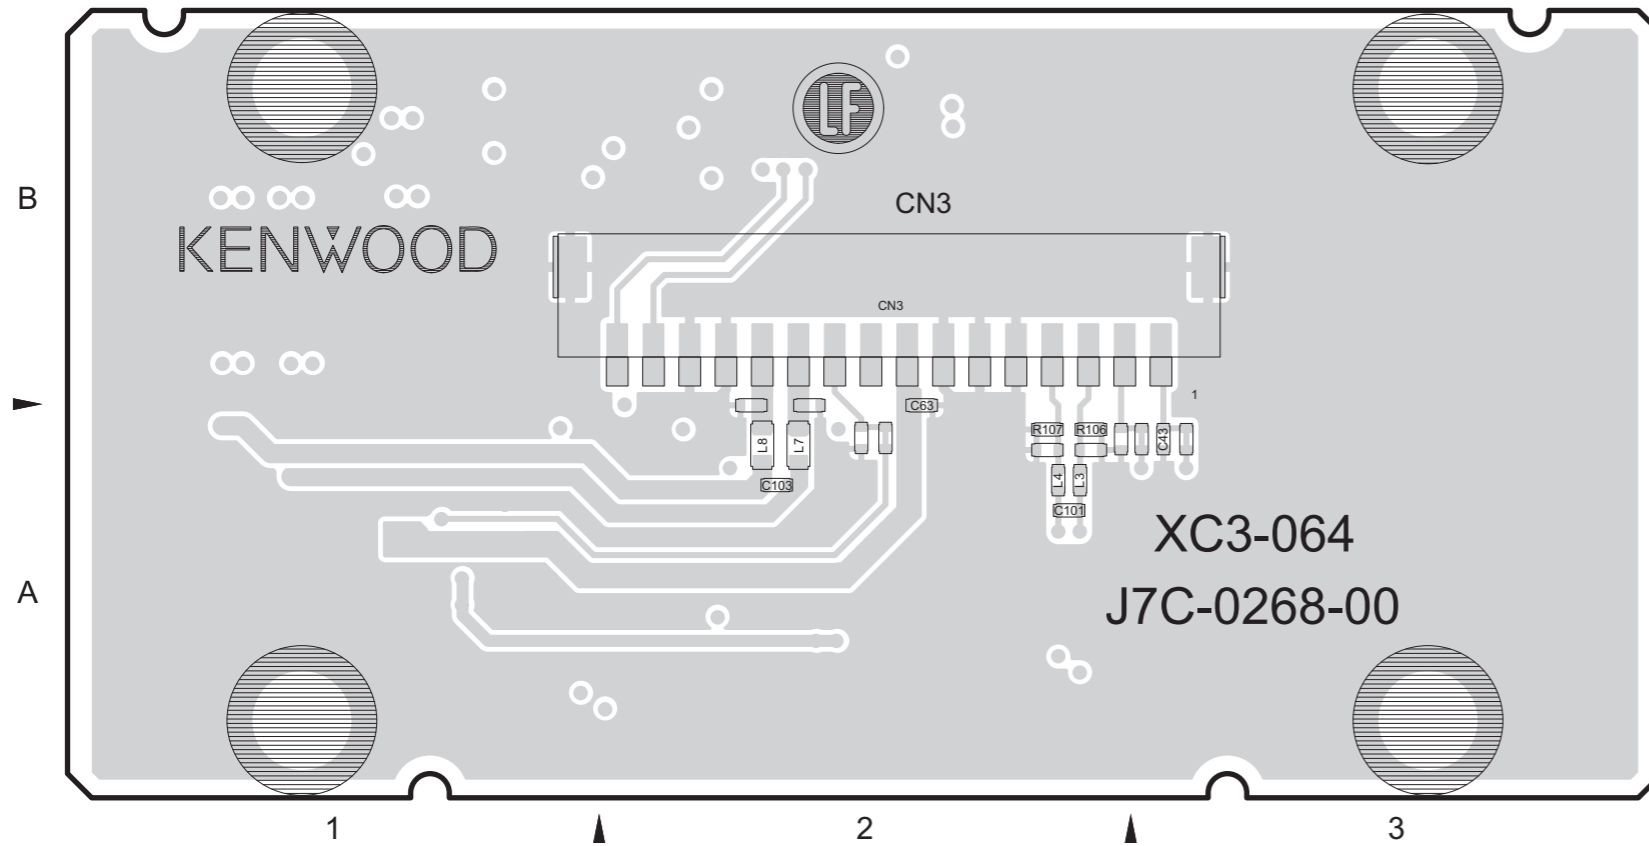 LF
B
CN3
KENWOOD
CN3
1
C63
R107
R106
C43
L8
L7
L4
L3
C103
C101
XC3-064
J7C-0268-00
A
1
2
3